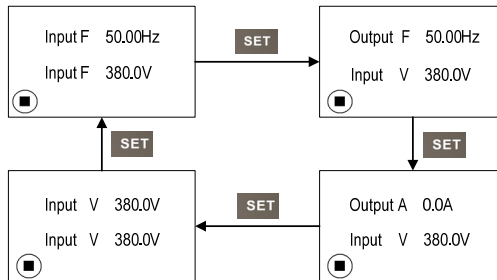 Input F 50.00Hz
Input F 380.0V
SET
Output F 50.00Hz
Input V 380.0V
SET
SET
Input V 380.0V
Input V 380.0V
SET
Output A 0.0A
Input V 380.0V